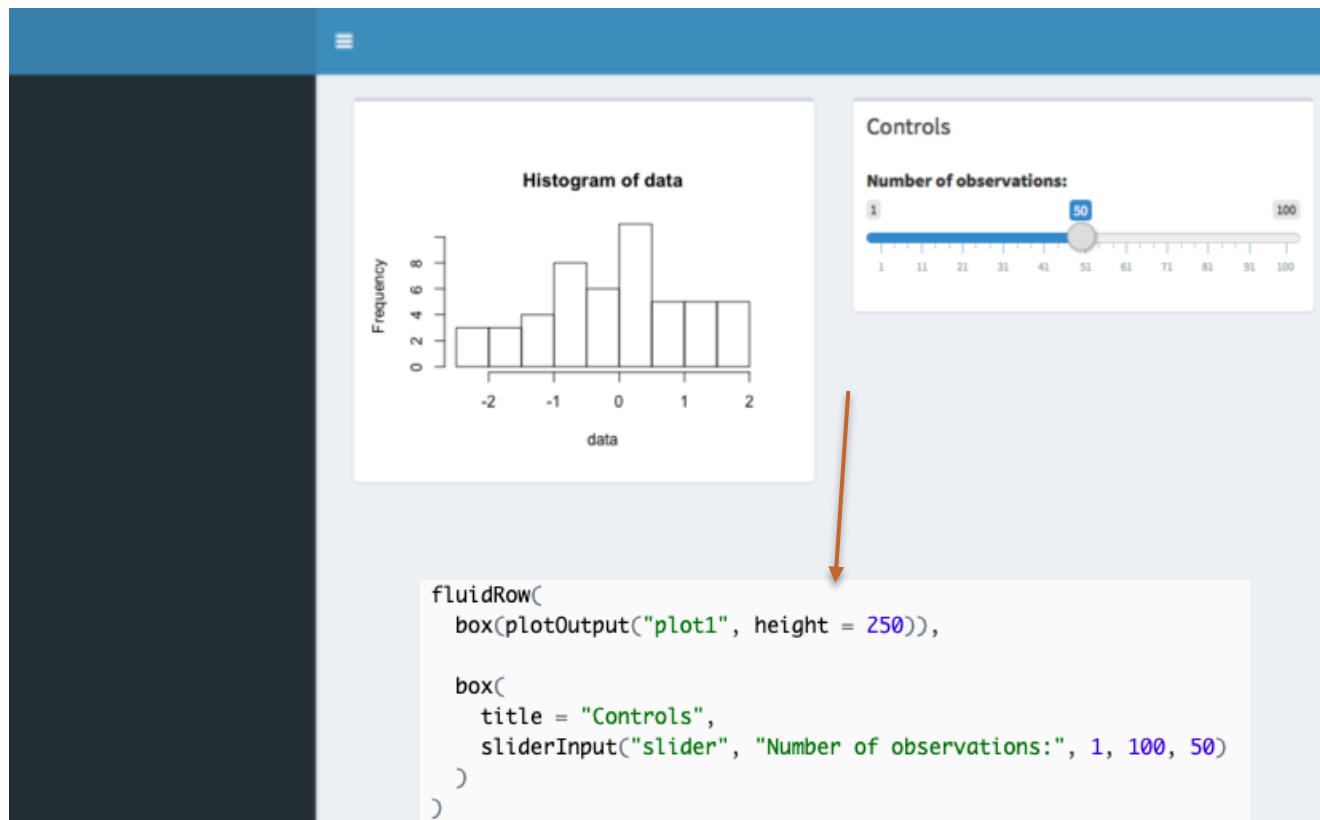 Histogram of data
Frequency
0 2 4 6 8
-2 -1 0 1 2
data
Controls
Number of observations:
1 50 100
1 11 21 31 41 51 61 71 81 91 100
fluidRow(
  box(plotOutput("plot1", height = 250)),
  box(
    title = "Controls",
    sliderInput("slider", "Number of observations:", 1, 100, 50)
  )
)